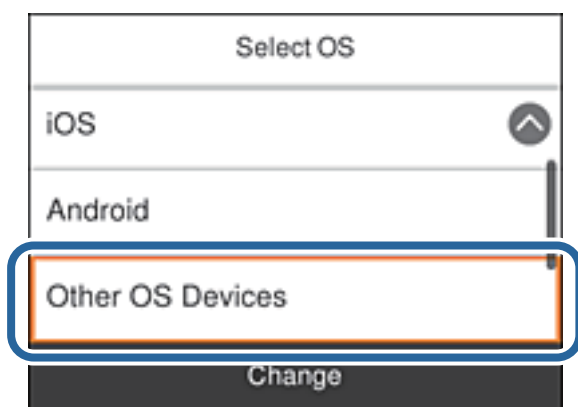 Select OS
iOS
Android
Other OS Devices
Change